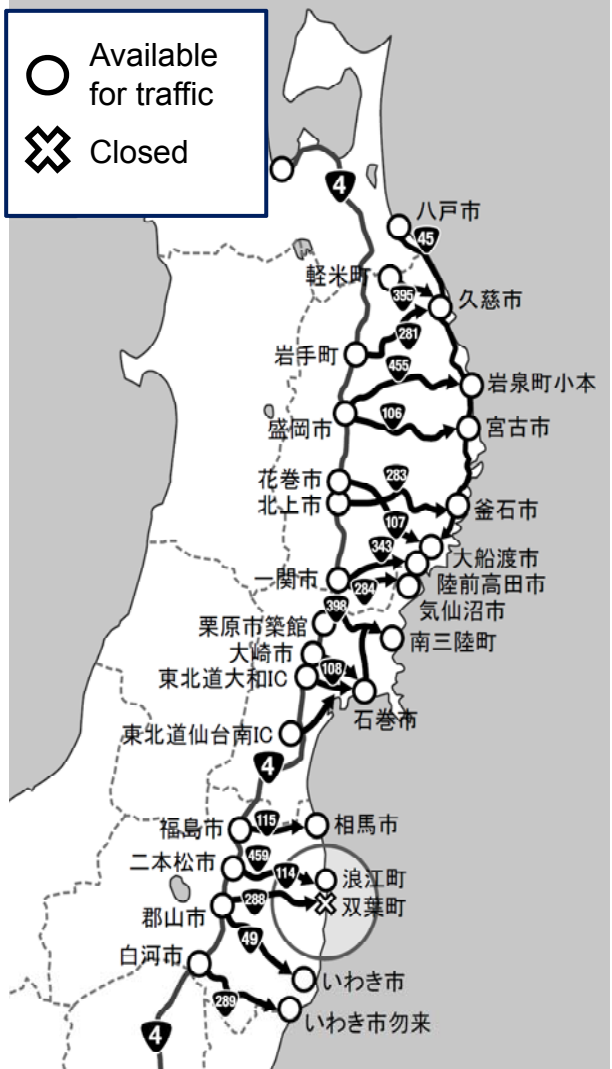 Available
for traffic
Closed
4
八戸市
45
軽米町
395
久慈市
281
岩手町
455
岩泉町小本
盛岡市
106
宮古市
花巻市
283
北上市
釜石市
107
343
大船渡市
一関市
284
陸前高田市
398
気仙沼市
栗原市築館
南三陸町
大崎市
108
東北道大和IC
石巻市
東北道仙台南IC
4
115
福島市
相馬市
459
二本松市
114
浪江町
288
双葉町
郡山市
49
白河市
いわき市
289
いわき市勿来
4